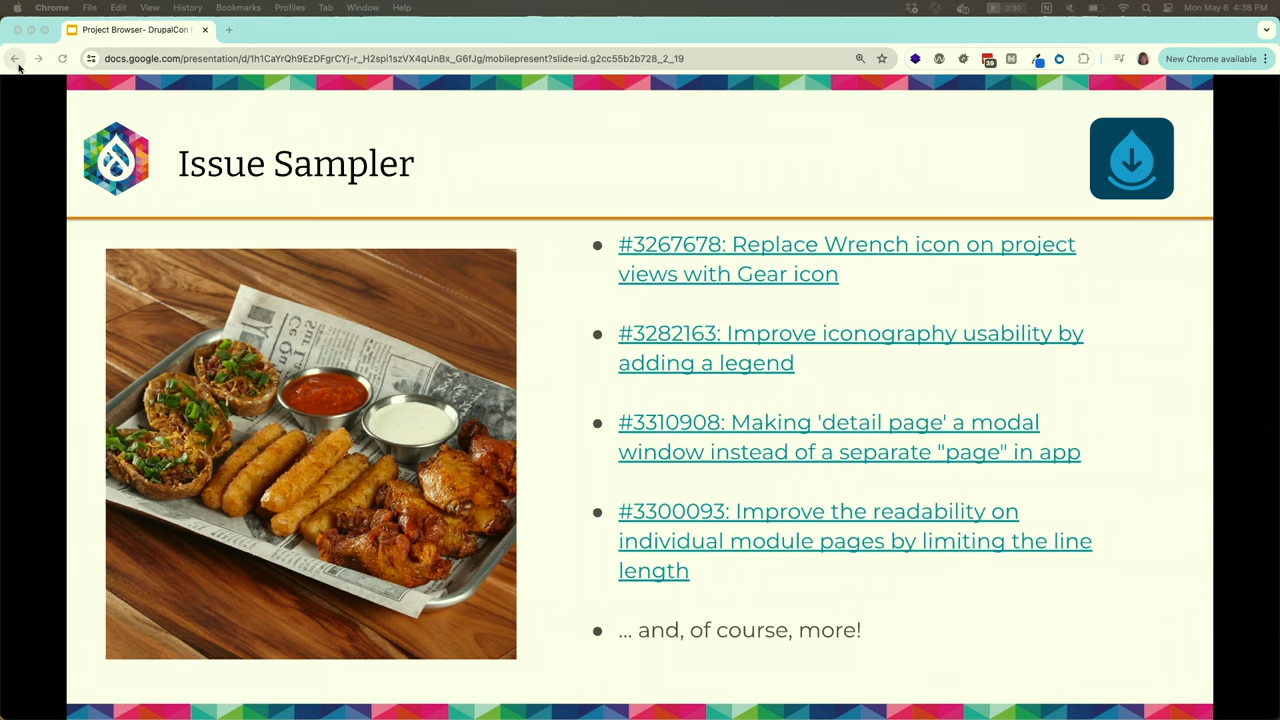 Chrome File Edit View History Bookmarks Profiles Tab Window Help
0:30
Mon May 6 4:38 PM
Project Browser- DrupalCon
docs.google.com/presentation/d/1h1CaYrQh9EzDFgrCYj-r_H2spi1szVX4qUnBx_G6fJg/mobilepresent?slide=id.g2cc55b2b728_2_19
39
New Chrome available
Issue Sampler
● #3267678: Replace Wrench icon on project
views with Gear icon
● #3282163: Improve iconography usability by
adding a legend
● #3310908: Making 'detail page' a modal
window instead of a separate "page" in app
● #3300093: Improve the readability on
individual module pages by limiting the line
length
● ... and, of course, more!